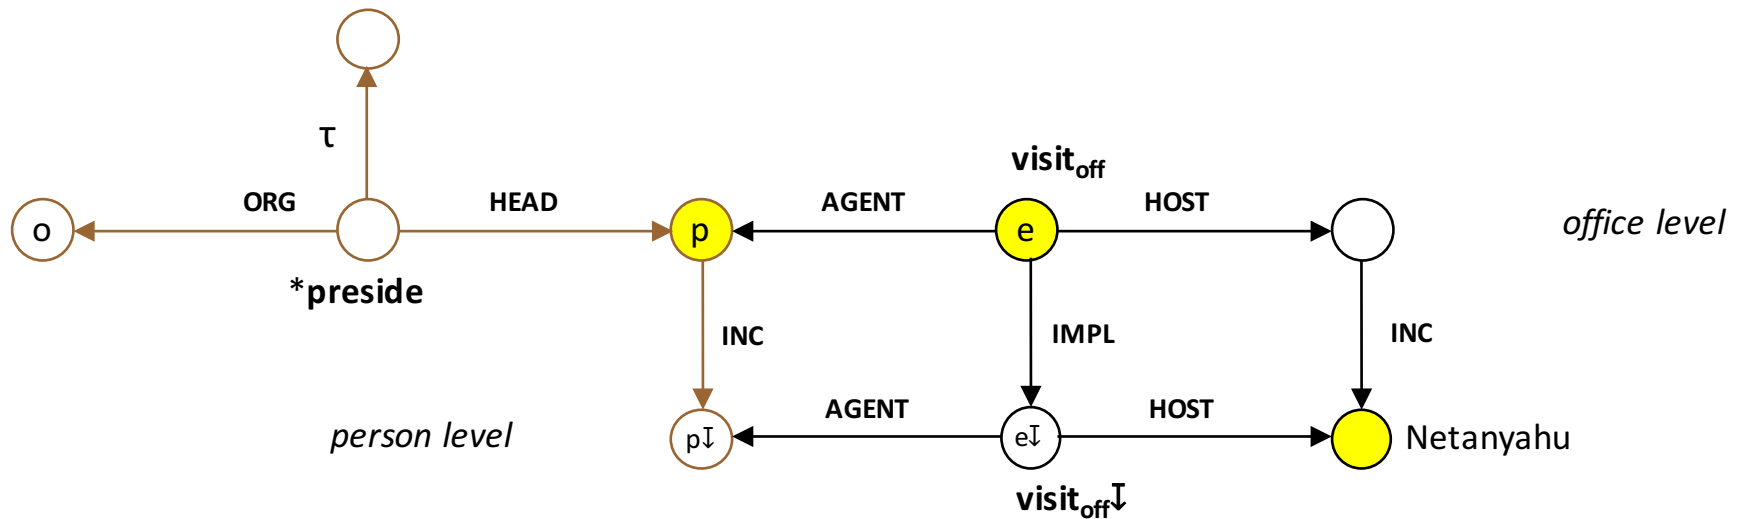 τ
visit_off
ORG HEAD AGENT HOST
o p e office level
*preside
INC IMPL INC
AGENT HOST
person level p↧ e↧ Netanyahu
visit_off↧